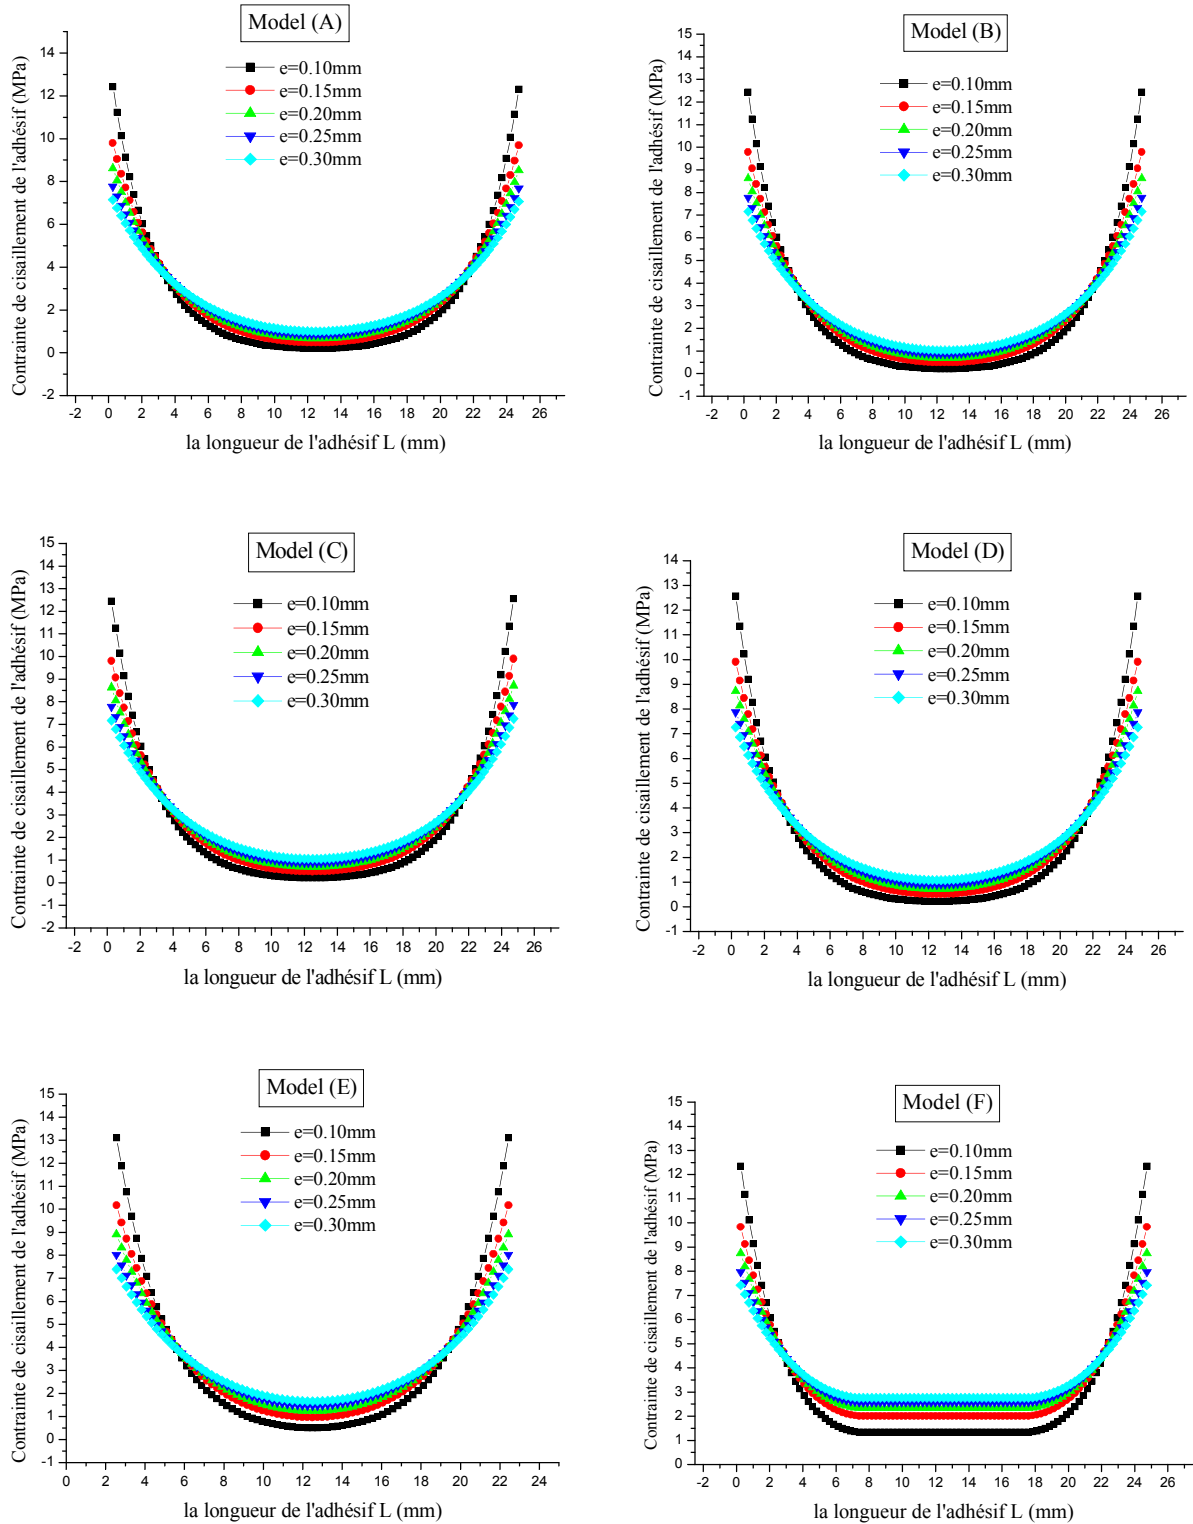 Model (A)
e=0.10mm
e=0.15mm
e=0.20mm
e=0.25mm
e=0.30mm
Contrainte de cisaillement de l'adhésif (MPa)
14
12
10
8
6
4
2
0
-2
-2 0 2 4 6 8 10 12 14 16 18 20 22 24 26
la longueur de l'adhésif L (mm)
Model (B)
e=0.10mm
e=0.15mm
e=0.20mm
e=0.25mm
e=0.30mm
Contrainte de cisaillement de l'adhésif (MPa)
15
14
13
12
11
10
9
8
7
6
5
4
3
2
1
0
-1
-2 0 2 4 6 8 10 12 14 16 18 20 22 24 26
la longueur de l'adhésif L (mm)
Model (C)
e=0.10mm
e=0.15mm
e=0.20mm
e=0.25mm
e=0.30mm
Contrainte de cisaillement de l'adhésif (MPa)
15
14
13
12
11
10
9
8
7
6
5
4
3
2
1
0
-1
-2
-2 0 2 4 6 8 10 12 14 16 18 20 22 24 26
la longueur de l'adhésif L (mm)
Model (D)
e=0.10mm
e=0.15mm
e=0.20mm
e=0.25mm
e=0.30mm
Contrainte de cisaillement de l'adhésif (MPa)
14
13
12
11
10
9
8
7
6
5
4
3
2
1
0
-1
-2 0 2 4 6 8 10 12 14 16 18 20 22 24 26
la longueur de l'adhésif L (mm)
Model (E)
e=0.10mm
e=0.15mm
e=0.20mm
e=0.25mm
e=0.30mm
Contrainte de cisaillement de l'adhésif (MPa)
15
14
13
12
11
10
9
8
7
6
5
4
3
2
1
0
-1
0 2 4 6 8 10 12 14 16 18 20 22 24
la longueur de l'adhésif L (mm)
Model (F)
e=0.10mm
e=0.15mm
e=0.20mm
e=0.25mm
e=0.30mm
Contrainte de cisaillement de l'adhésif (MPa)
15
14
13
12
11
10
9
8
7
6
5
4
3
2
1
0
-2 0 2 4 6 8 10 12 14 16 18 20 22 24 26
la longueur de l'adhésif L (mm)